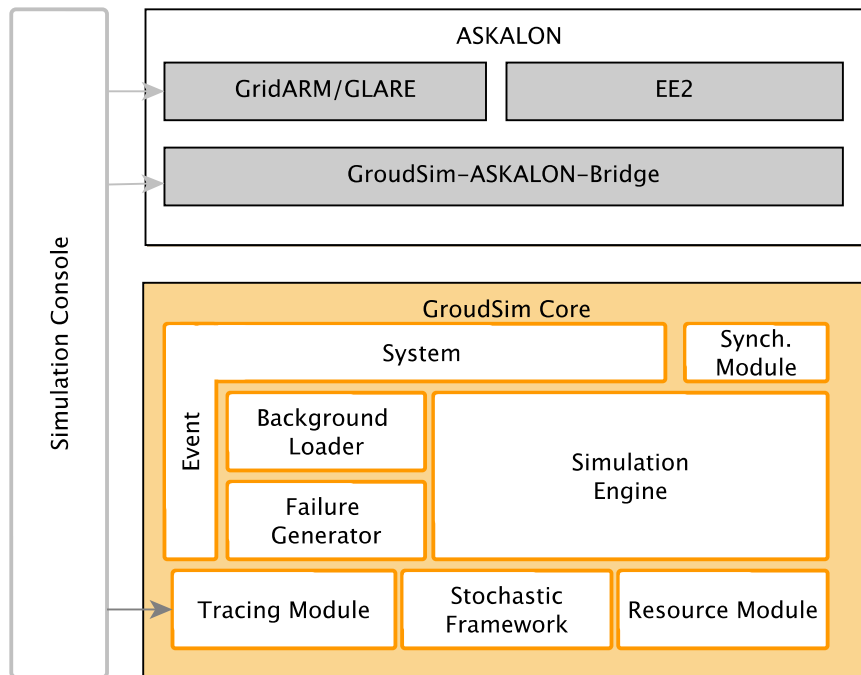 ASKALON
GridARM/GLARE
EE2
GroudSim-ASKALON-Bridge
Simulation Console
GroudSim Core
System
Synch.
Module
Event
Background
Loader
Simulation
Engine
Failure
Generator
Tracing Module
Stochastic
Framework
Resource Module